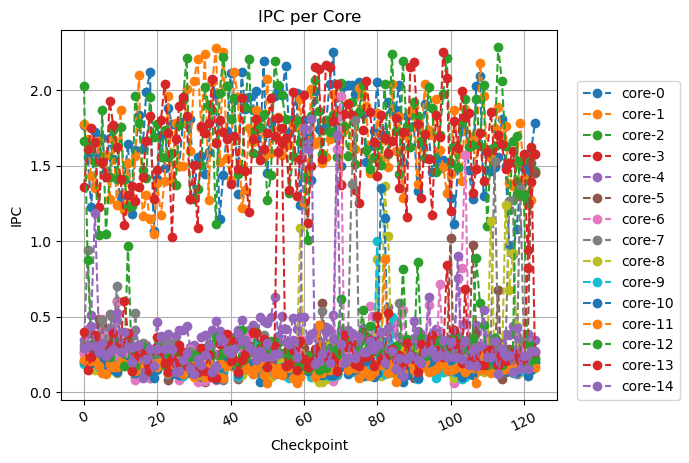 IPC per Core
IPC
2.0
1.5
1.0
0.5
0.0
0
20
40
60
80
100
120
Checkpoint
core-0
core-1
core-2
core-3
core-4
core-5
core-6
core-7
core-8
core-9
core-10
core-11
core-12
core-13
core-14